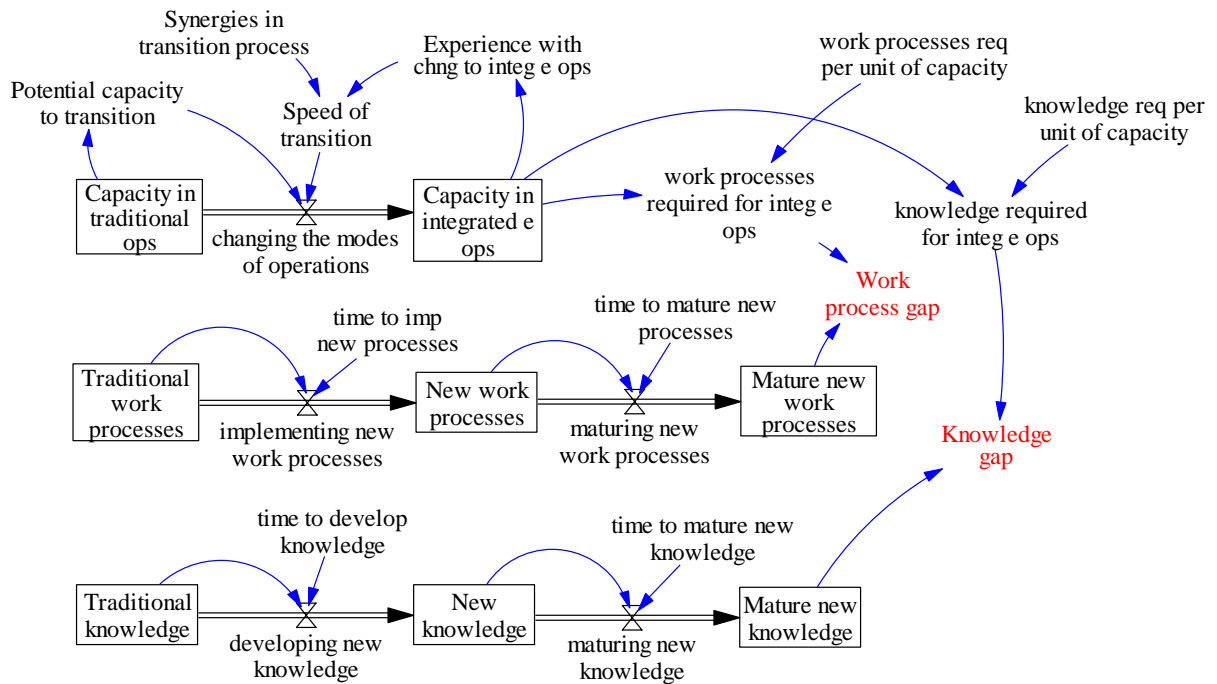 Synergies in
transition process
Experience with
chng to integ e ops
work processes req
per unit of capacity
Potential capacity
to transition
Speed of
transition
knowledge req per
unit of capacity
Capacity in
traditional
ops
changing the modes
of operations
Capacity in
integrated e
ops
work processes
required for integ e
ops
knowledge required
for integ e ops
Work
process gap
time to imp
new processes
time to mature new
processes
Traditional
work
processes
implementing new
work processes
New work
processes
maturing new
work processes
Mature new
work
processes
Knowledge
gap
time to develop
knowledge
time to mature new
knowledge
Traditional
knowledge
developing new
knowledge
New
knowledge
maturing new
knowledge
Mature new
knowledge